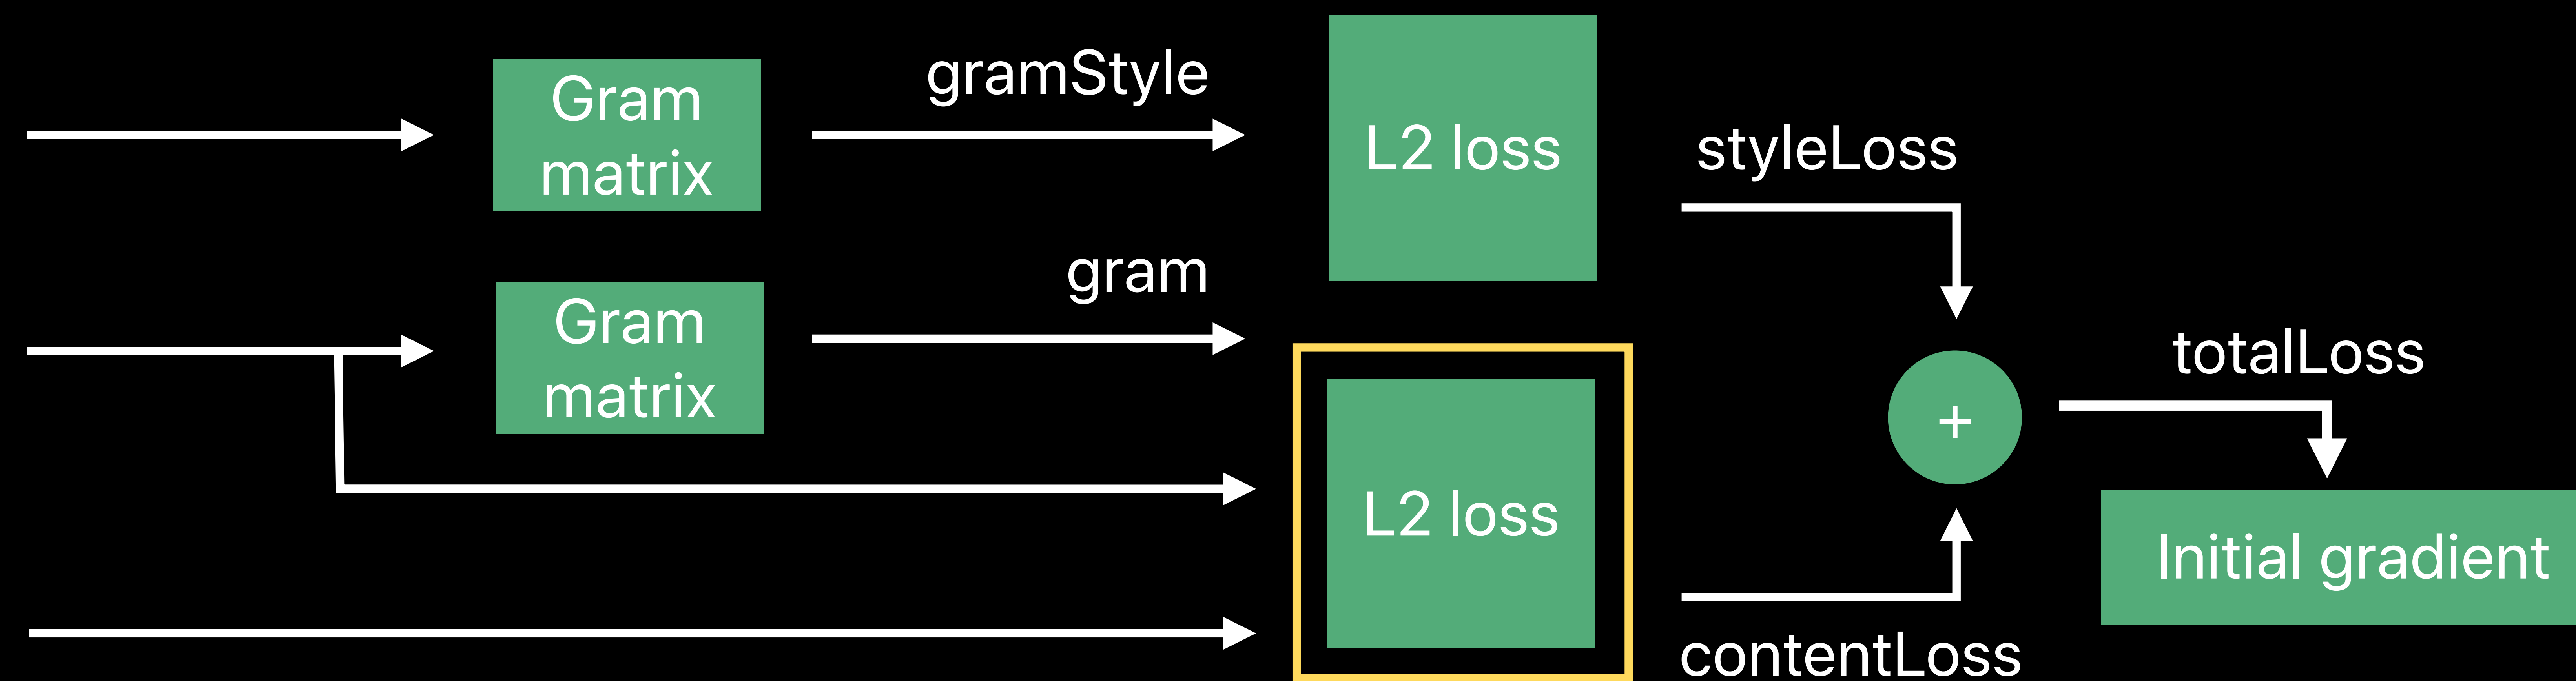 Gram
matrix
gramStyle
L2 loss
styleLoss
Gram
matrix
gram
L2 loss
+
totalLoss
Initial gradient
contentLoss